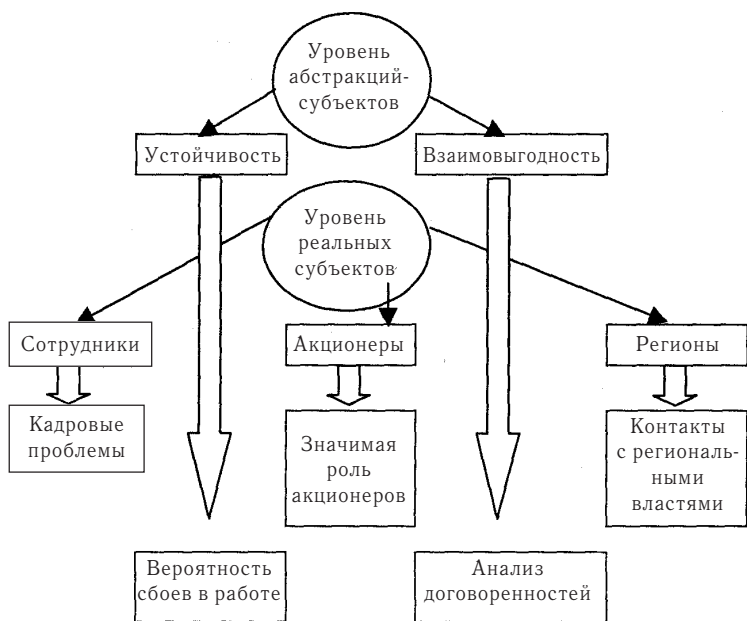 Уровень
абстракций-
субъектов
Устойчивость
Взаимовыгодность
Уровень
реальных
субъектов
Сотрудники
Акционеры
Регионы
Кадровые
проблемы
Значимая
роль
акционеров
Контакты
с региональ-
ными
властями
Вероятность
сбоев в работе
Анализ
договоренностей